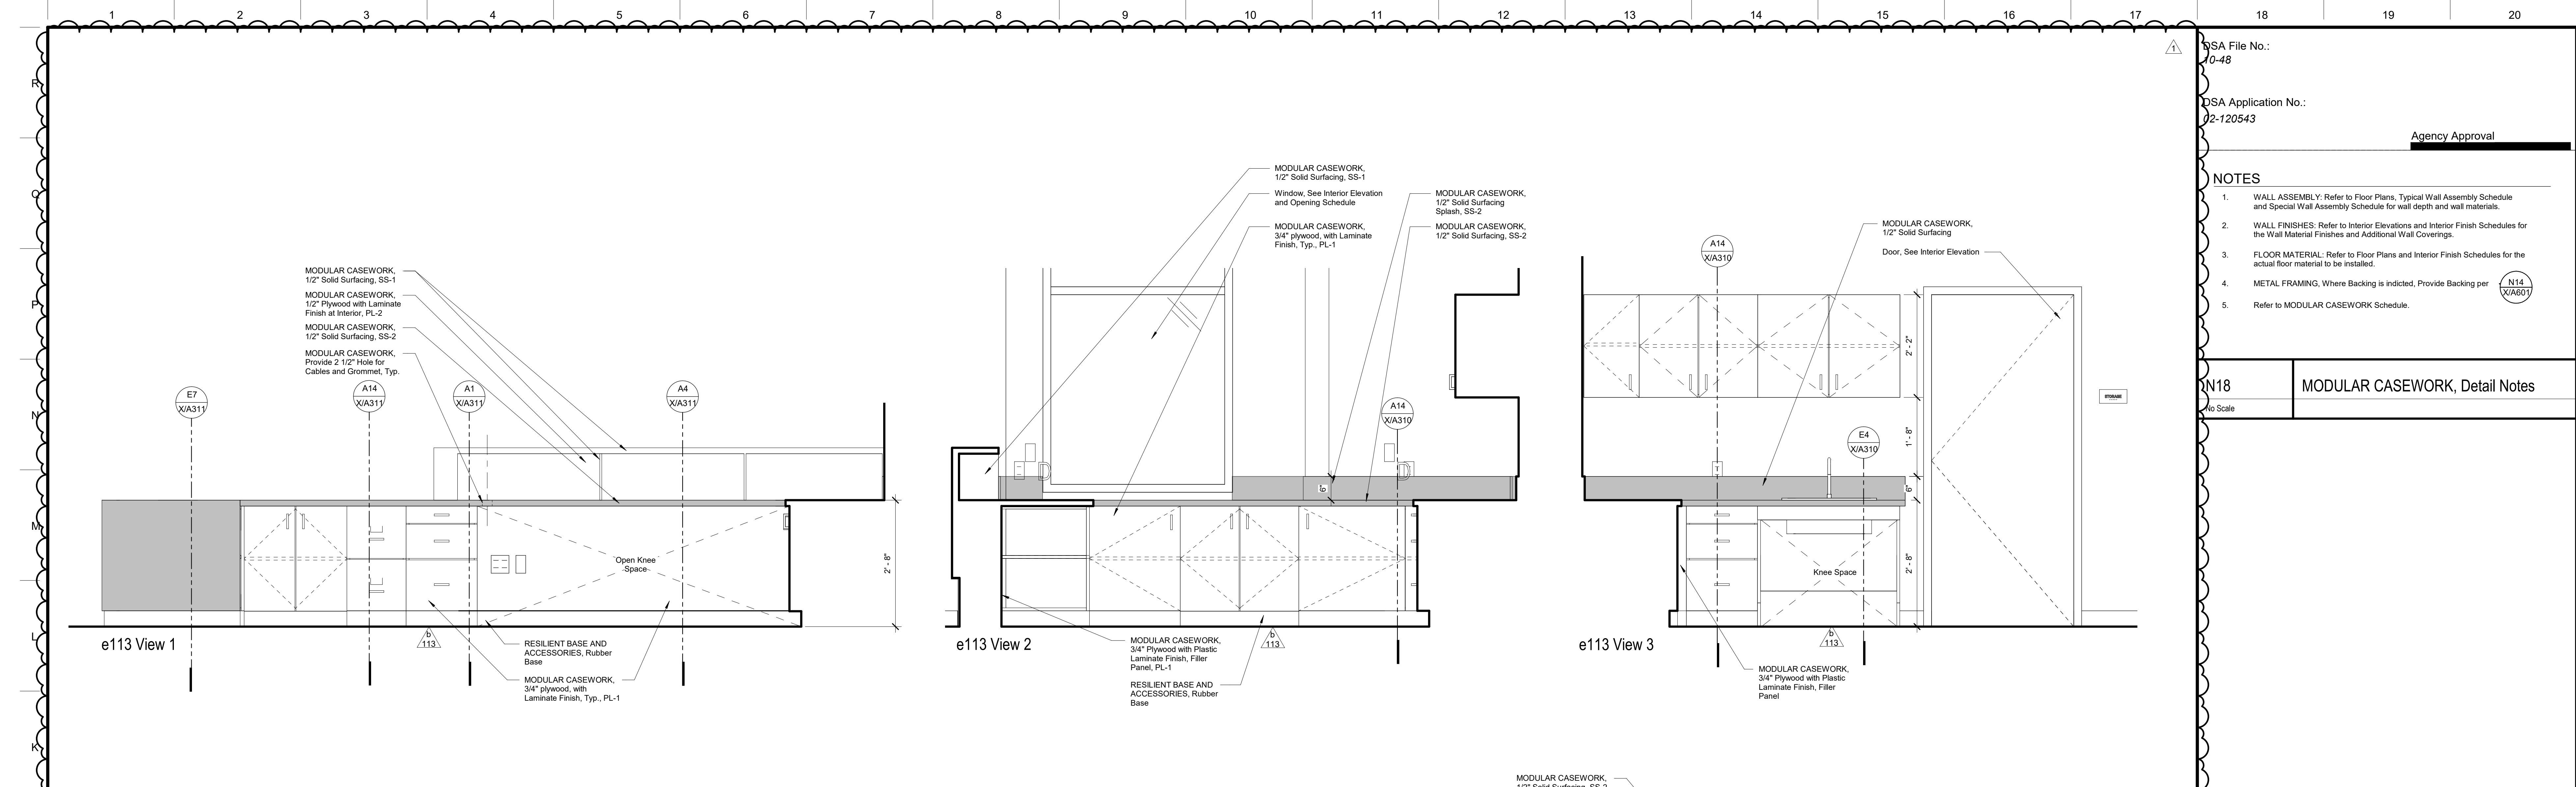 1 2 3 4 5 6 7 8 9 10 11 12 13 14 15 16 17 18 19 20
R
Q
P
N
M
L
K
1
DSA File No.:
10-48
DSA Application No.:
02-120543
Agency Approval
NOTES
1. WALL ASSEMBLY: Refer to Floor Plans, Typical Wall Assembly Schedule
and Special Wall Assembly Schedule for wall depth and wall materials.
2. WALL FINISHES: Refer to Interior Elevations and Interior Finish Schedules for
the Wall Material Finishes and Additional Wall Coverings.
3. FLOOR MATERIAL: Refer to Floor Plans and Interior Finish Schedules for the
actual floor material to be installed.
4. METAL FRAMING, Where Backing is indicted, Provide Backing per
N14
X/A601
5. Refer to MODULAR CASEWORK Schedule.
N18
MODULAR CASEWORK, Detail Notes
No Scale
MODULAR CASEWORK,
1/2" Solid Surfacing, SS-1
MODULAR CASEWORK,
1/2" Plywood with Laminate
Finish at Interior, PL-2
MODULAR CASEWORK,
1/2" Solid Surfacing, SS-2
MODULAR CASEWORK,
Provide 2 1/2" Hole for
Cables and Grommet, Typ.
E7
X/A311
A14
X/A311
A1
X/A311
A4
X/A311
Open Knee
Space
2' - 8"
e113 View 1
b
113
RESILIENT BASE AND
ACCESSORIES, Rubber
Base
MODULAR CASEWORK,
3/4" plywood, with
Laminate Finish, Typ., PL-1
MODULAR CASEWORK,
1/2" Solid Surfacing, SS-1
Window, See Interior Elevation
and Opening Schedule
MODULAR CASEWORK,
3/4" plywood, with Laminate
Finish, Typ., PL-1
MODULAR CASEWORK,
1/2" Solid Surfacing
Splash, SS-2
MODULAR CASEWORK,
1/2" Solid Surfacing, SS-2
A14
X/A310
6"
e113 View 2
b
113
MODULAR CASEWORK,
3/4" Plywood with Plastic
Laminate Finish, Filler
Panel, PL-1
RESILIENT BASE AND
ACCESSORIES, Rubber
Base
MODULAR CASEWORK,
1/2" Solid Surfacing
Door, See Interior Elevation
A14
X/A310
E4
X/A310
2' - 2"
1' - 8"
6"
2' - 8"
STORAGE
Knee Space
e113 View 3
b
113
MODULAR CASEWORK,
3/4" Plywood with Plastic
Laminate Finish, Filler
Panel
MODULAR CASEWORK,
1/2" Solid Surfacing, SS-2